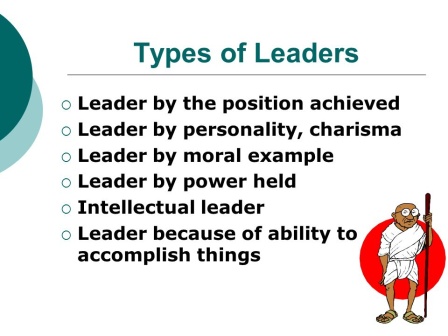 Types of Leaders
Leader by the position achieved
Leader by personality, charisma
Leader by moral example
Leader by power held
Intellectual leader
Leader because of ability to
accomplish things